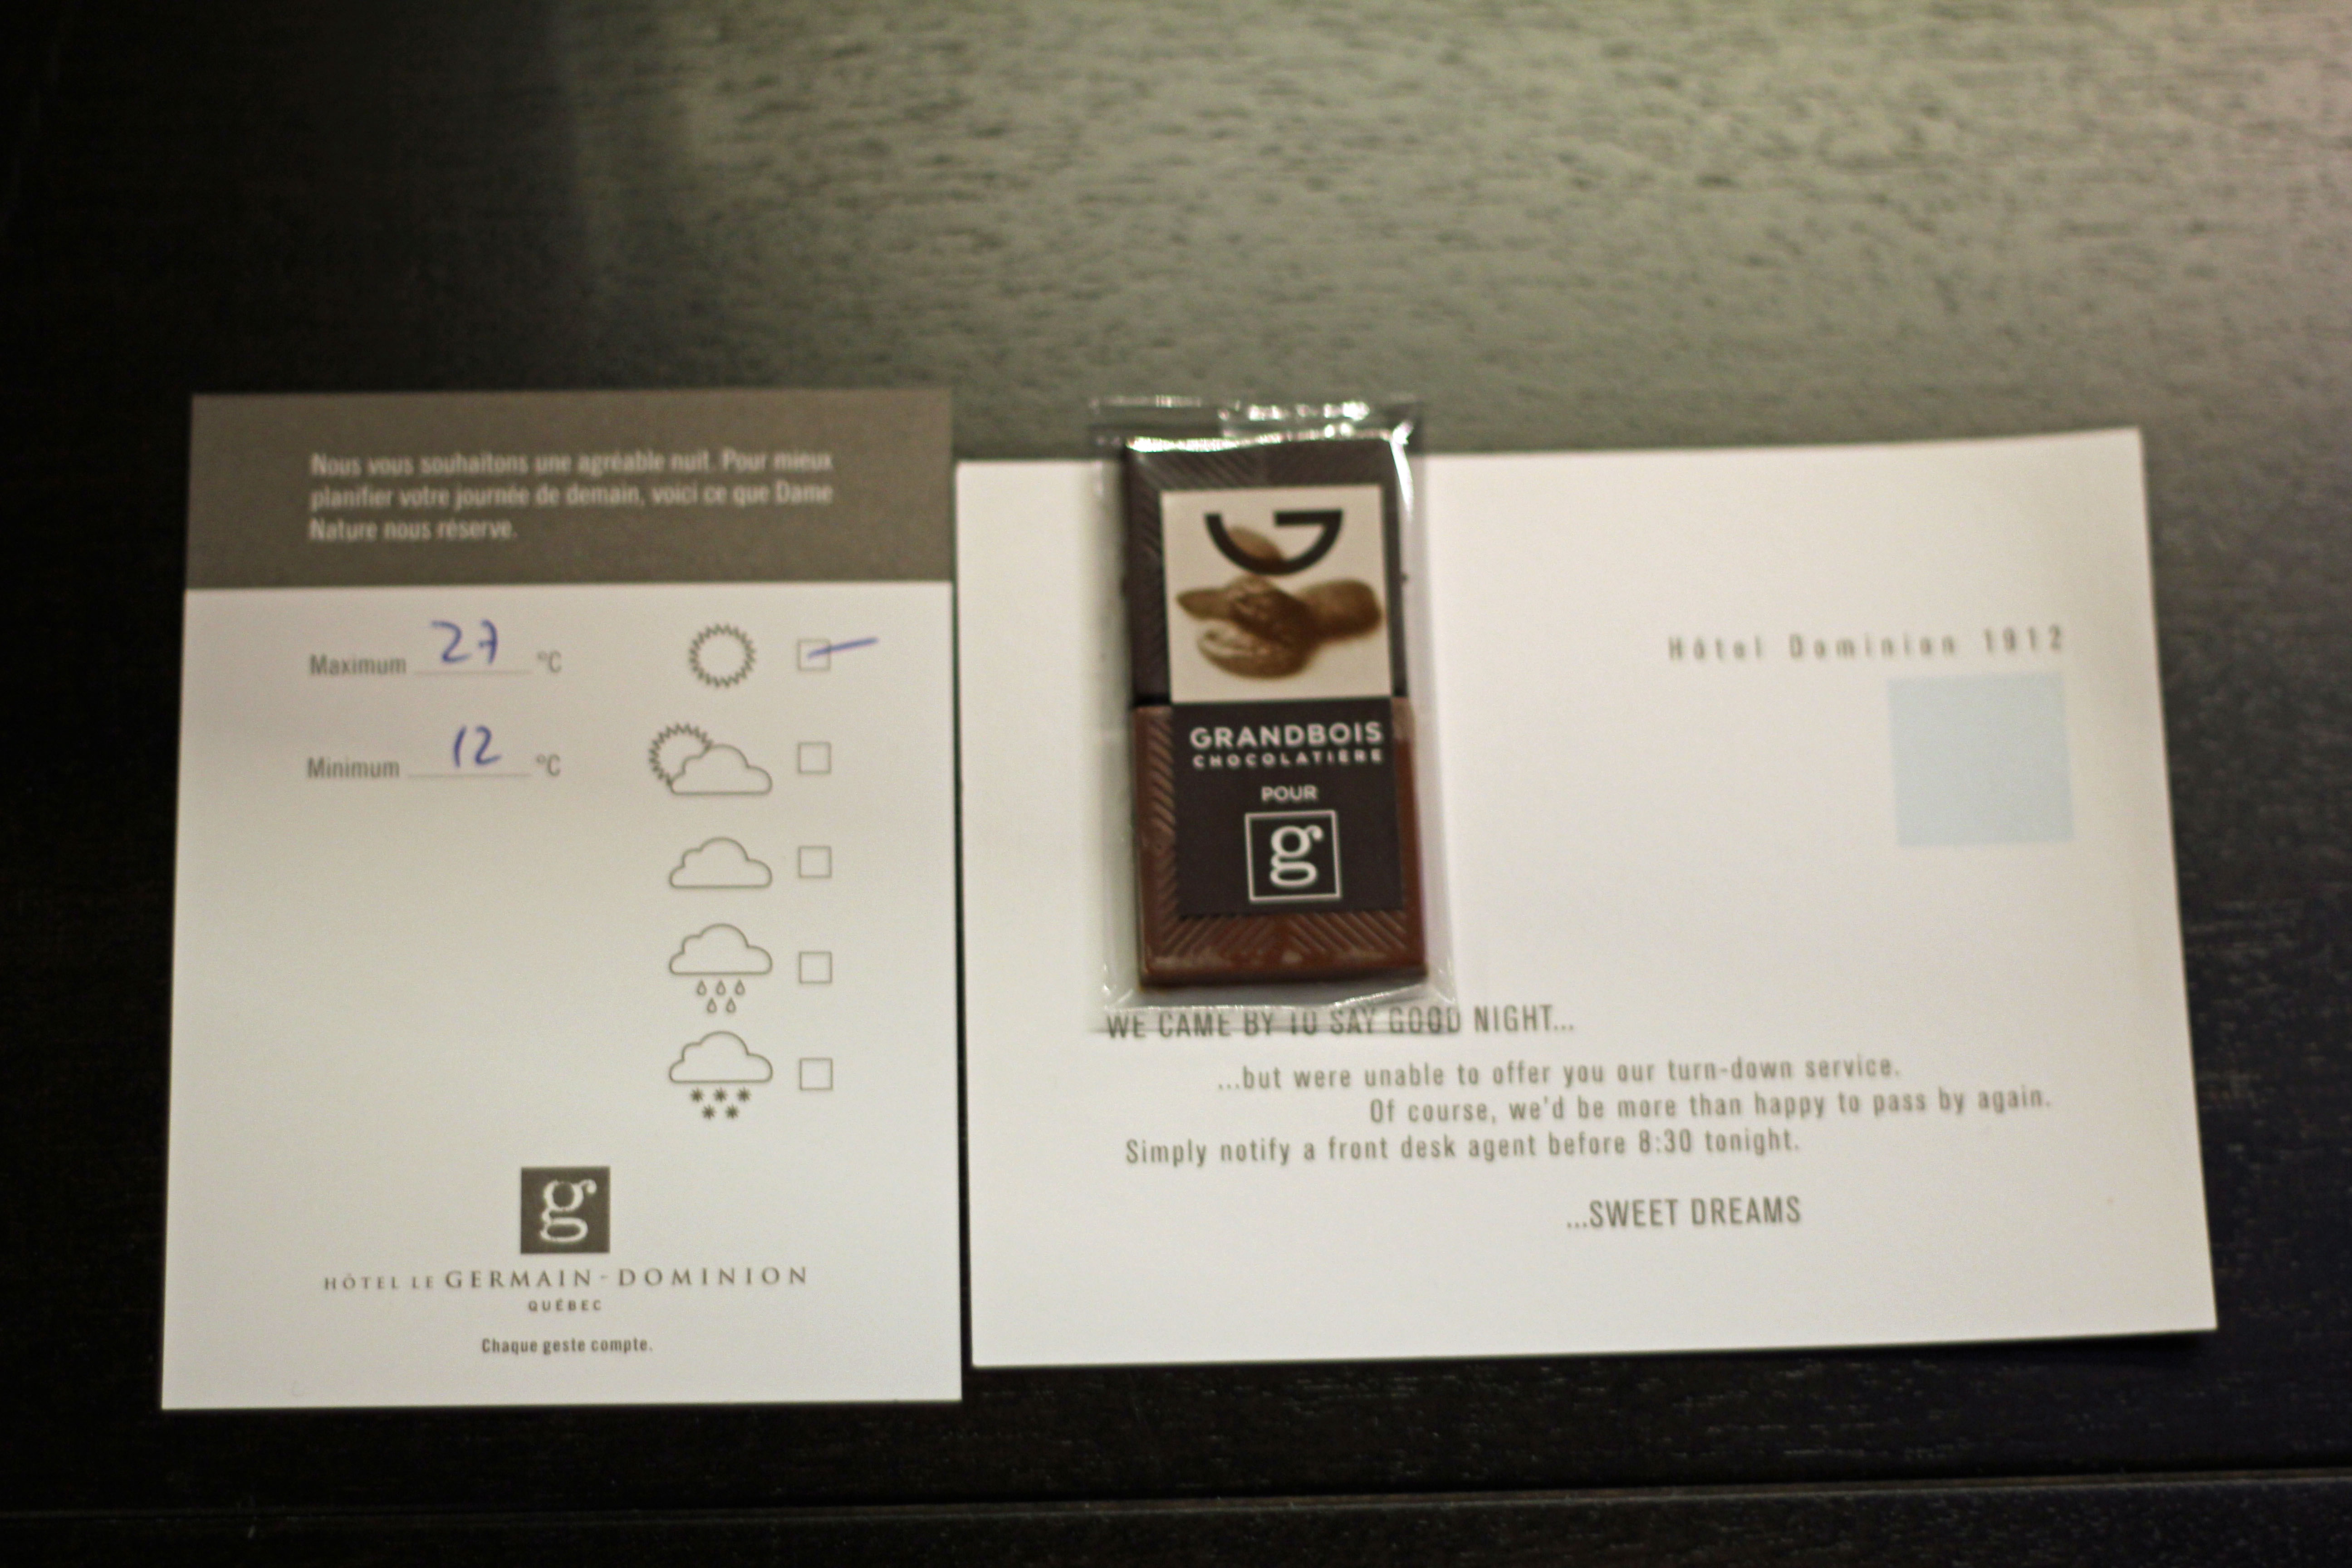 Nous vous souhaitons une agréable nuit. Pour mieux
planifier votre journée de demain, voici ce que Dame
Nature nous réserve.
Maximum 27 °C
Minimum 12 °C
g
HÔTEL LE GERMAIN-DOMINION
QUÉBEC
Chaque geste compte.
G
GRANDBOIS
CHOCOLATIÈRE
POUR
g
Hôtel Dominion 1912
WE CAME BY TO SAY GOOD NIGHT...
...but were unable to offer you our turn-down service.
Of course, we'd be more than happy to pass by again.
Simply notify a front desk agent before 8:30 tonight.
...SWEET DREAMS